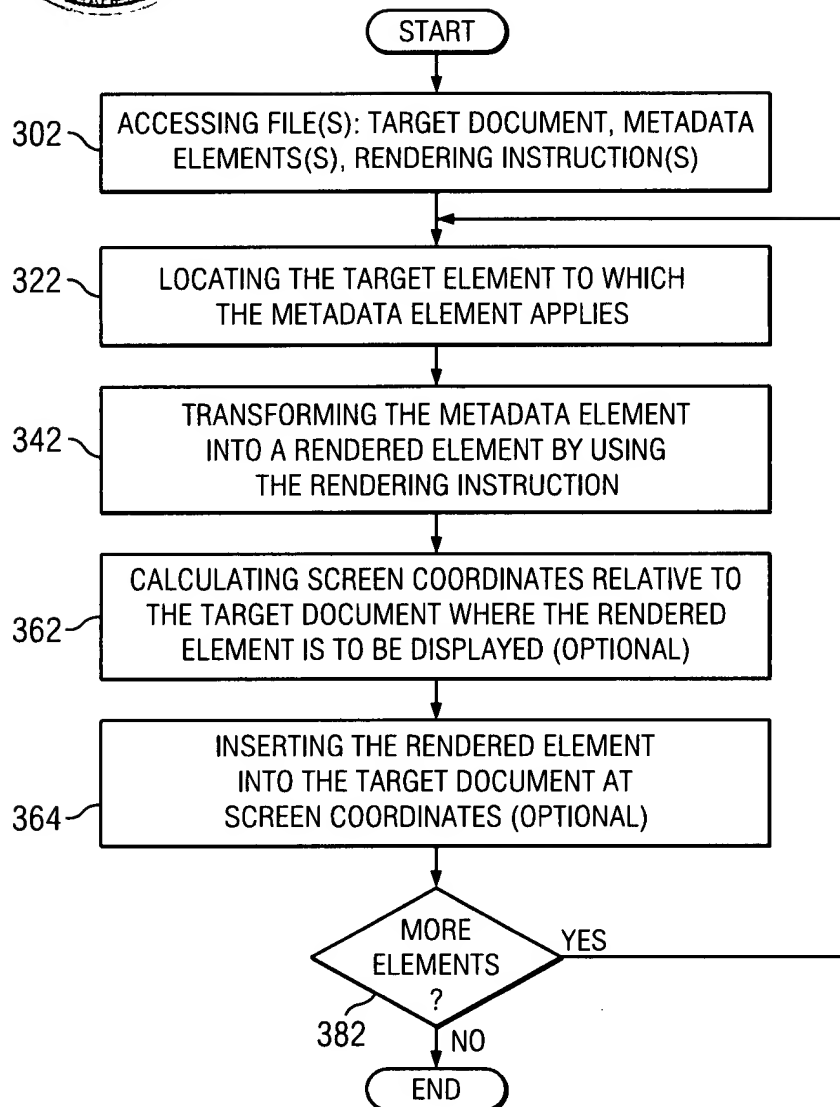 START
302
ACCESSING FILE(S): TARGET DOCUMENT, METADATA
ELEMENTS(S), RENDERING INSTRUCTION(S)
322
LOCATING THE TARGET ELEMENT TO WHICH
THE METADATA ELEMENT APPLIES
342
TRANSFORMING THE METADATA ELEMENT
INTO A RENDERED ELEMENT BY USING
THE RENDERING INSTRUCTION
362
CALCULATING SCREEN COORDINATES RELATIVE TO
THE TARGET DOCUMENT WHERE THE RENDERED
ELEMENT IS TO BE DISPLAYED (OPTIONAL)
364
INSERTING THE RENDERED ELEMENT
INTO THE TARGET DOCUMENT AT
SCREEN COORDINATES (OPTIONAL)
MORE
ELEMENTS
?
YES
382
NO
END